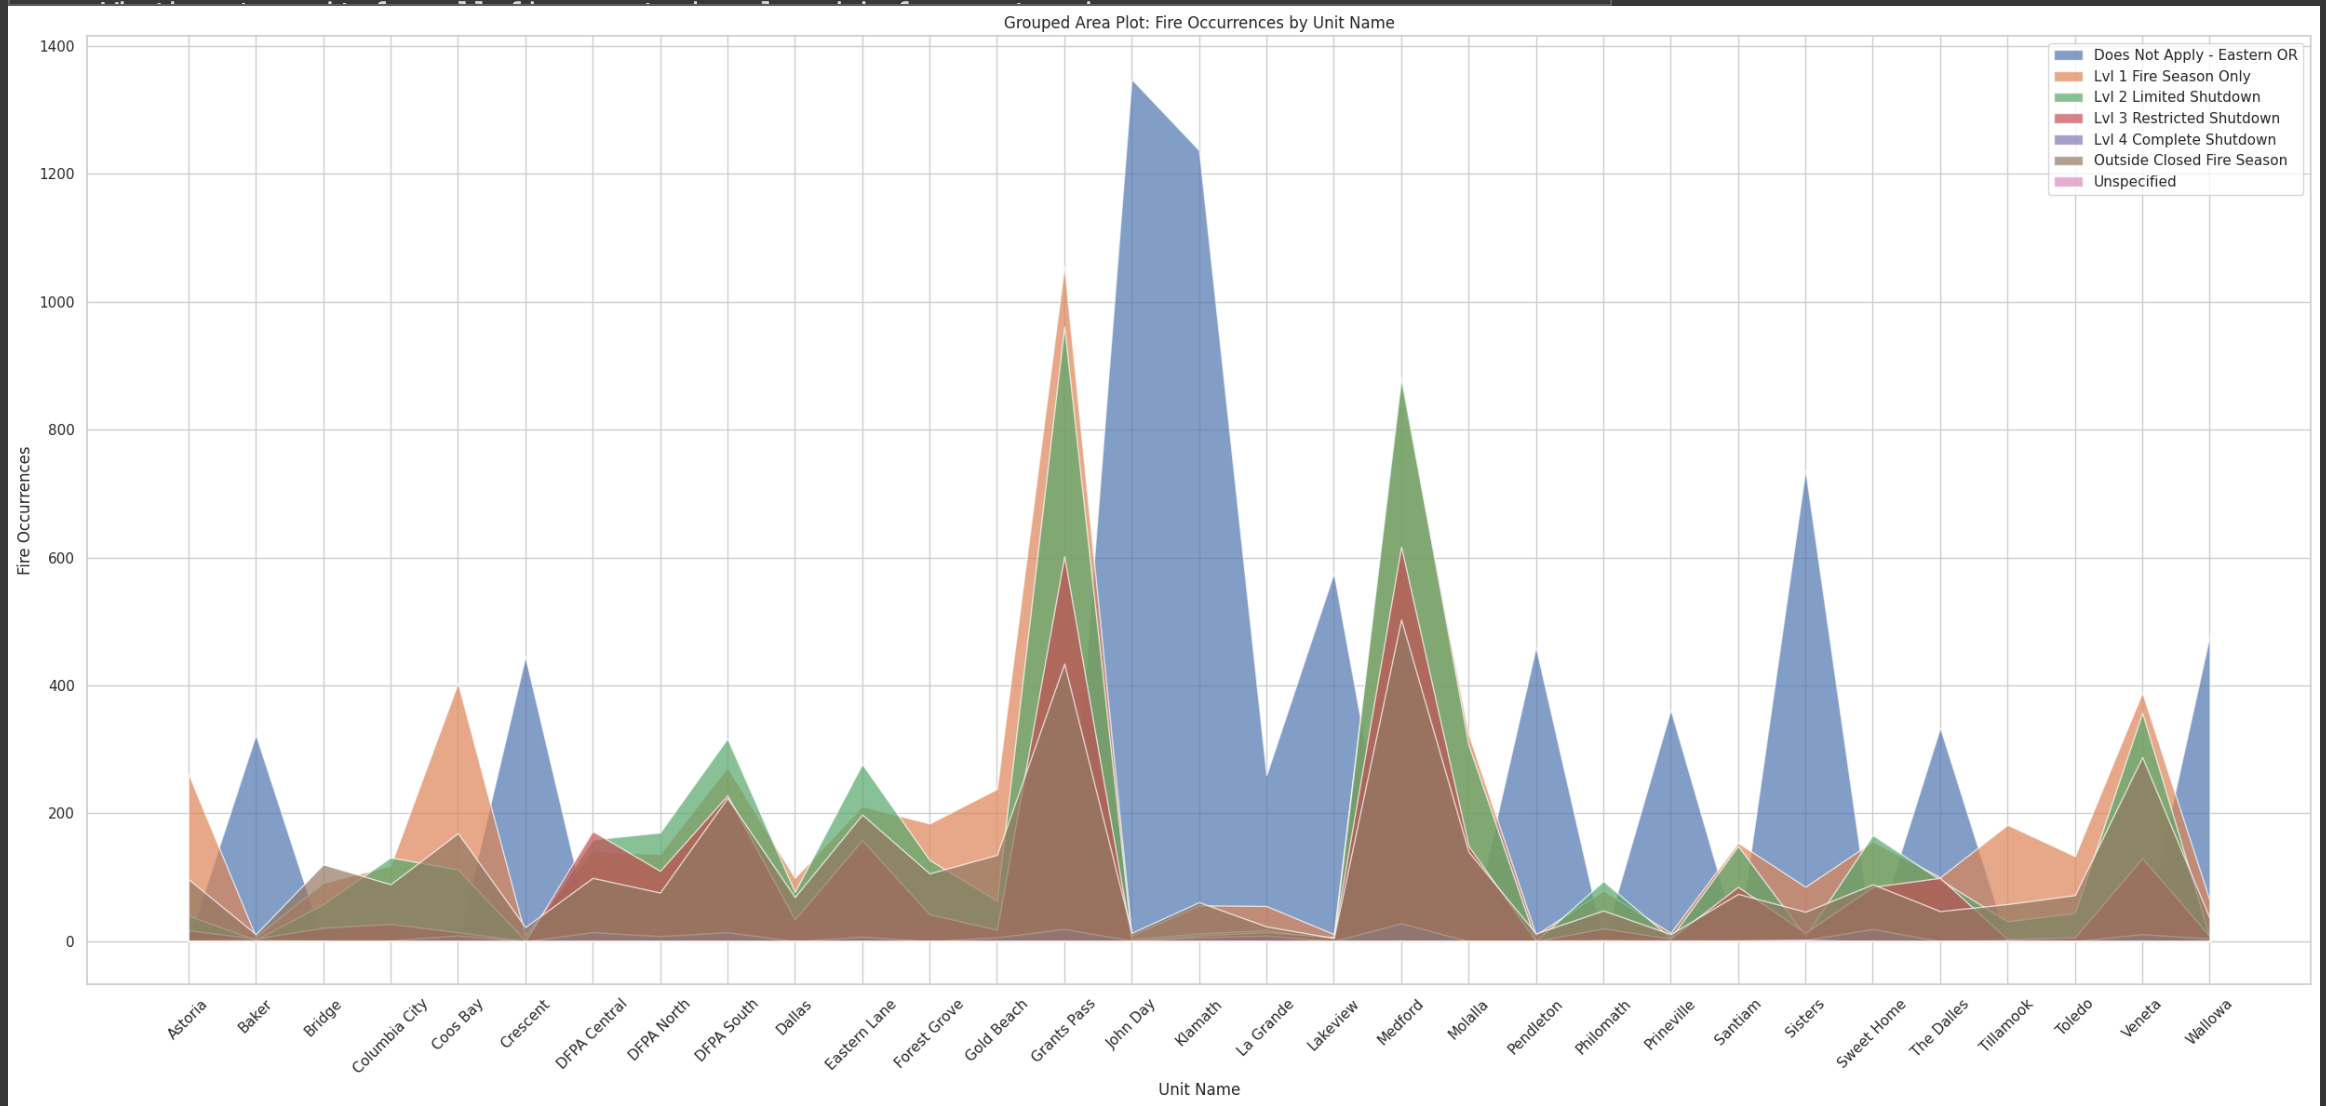 Grouped Area Plot: Fire Occurrences by Unit Name
1400
1200
1000
800
600
400
200
0
Fire Occurrences
Does Not Apply - Eastern OR
Lvl 1 Fire Season Only
Lvl 2 Limited Shutdown
Lvl 3 Restricted Shutdown
Lvl 4 Complete Shutdown
Outside Closed Fire Season
Unspecified
Astoria
Baker
Bridge
Columbia City
Coos Bay
Crescent
DFPA Central
DFPA North
DFPA South
Dallas
Eastern Lane
Forest Grove
Gold Beach
Grants Pass
John Day
Klamath
La Grande
Lakeview
Medford
Molalla
Pendleton
Philomath
Prineville
Santiam
Sisters
Sweet Home
The Dalles
Tillamook
Toledo
Veneta
Wallowa
Unit Name